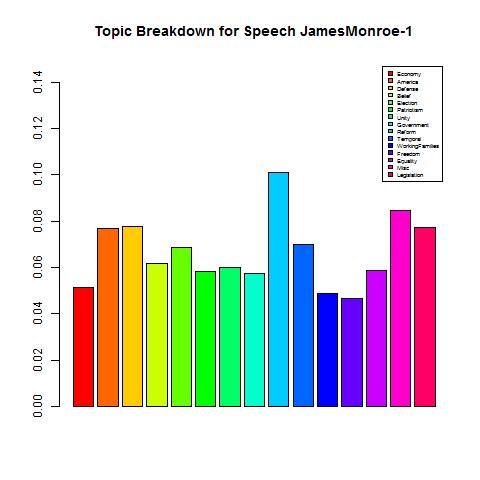 Topic Breakdown for Speech JamesMonroe-1
0.14
0.12
0.10
0.08
0.06
0.04
0.02
0.00
Economy
America
Defense
Belief
Election
Patriotism
Unity
Government
Reform
Temporal
WorkingFamilies
Freedom
Equality
Misc
Legislation